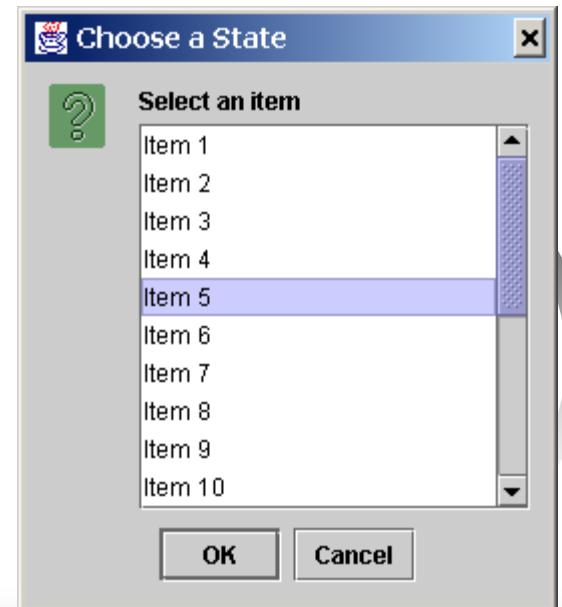 Choose a State
Select an item
Item 1
Item 2
Item 3
Item 4
Item 5
Item 6
Item 7
Item 8
Item 9
Item 10
OK Cancel